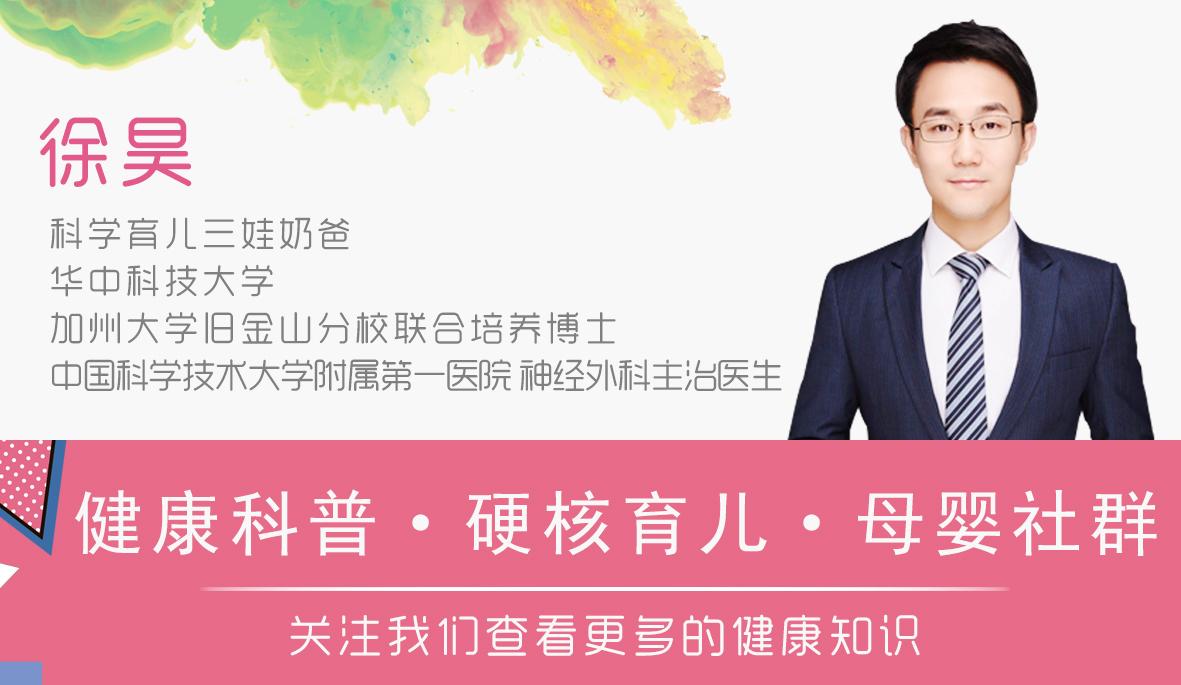 徐昊
科学育儿三娃奶爸
华中科技大学
加州大学旧金山分校联合培养博士
中国科学技术大学附属第一医院 神经外科主治医生
健康科普·硬核育儿·母婴社群
关注我们查看更多的健康知识